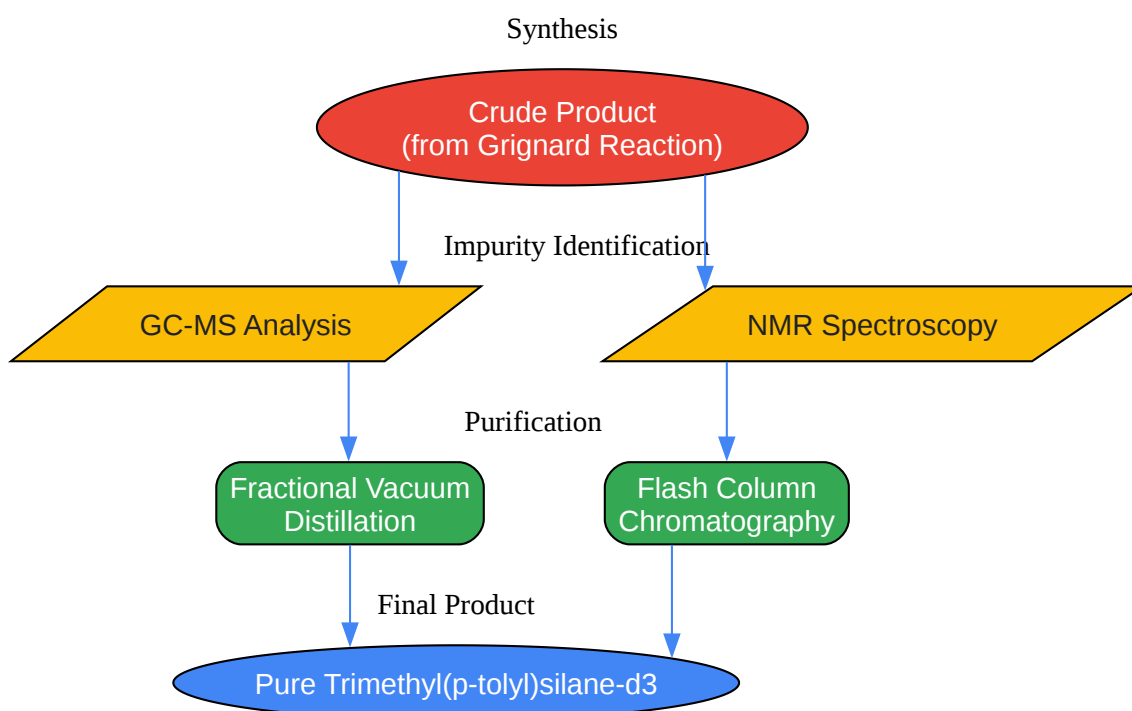 Synthesis
Crude Product
(from Grignard Reaction)
Impurity Identification
GC-MS Analysis
NMR Spectroscopy
Purification
Fractional Vacuum
Distillation
Flash Column
Chromatography
Final Product
Pure Trimethyl(p-tolyl)silane-d3